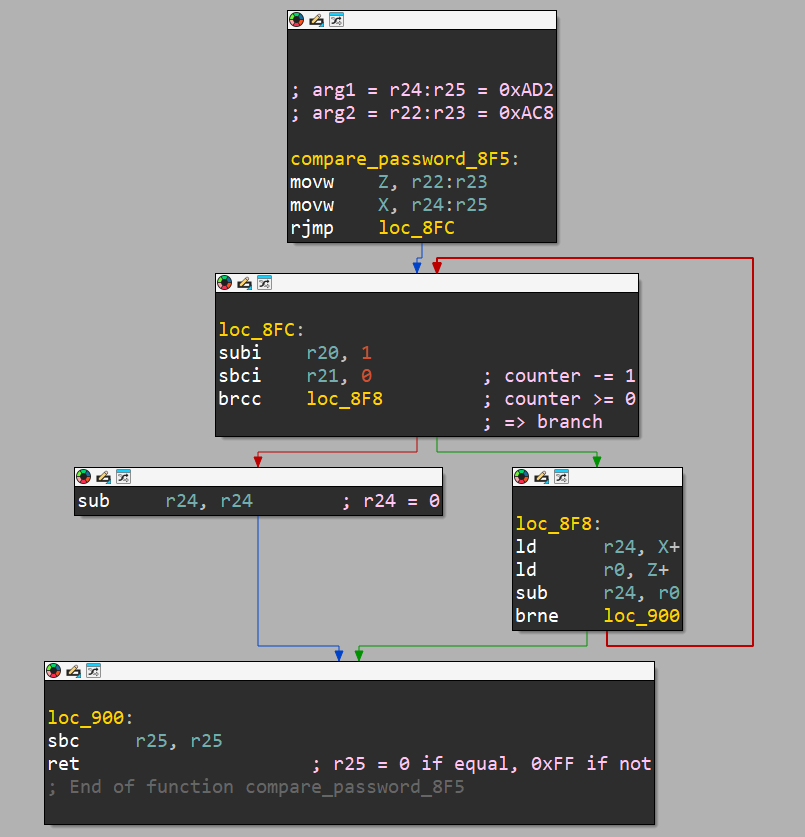 ; arg1 = r24:r25 = 0xAD2
; arg2 = r22:r23 = 0xAC8
compare_password_8F5:
movw    Z, r22:r23
movw    X, r24:r25
rjmp    loc_8FC
loc_8FC:
subi    r20, 1
sbci    r21, 0          ; counter -= 1
brcc    loc_8F8         ; counter >= 0
; => branch
sub     r24, r24        ; r24 = 0
loc_8F8:
ld      r24, X+
ld      r0, Z+
sub     r24, r0
brne    loc_900
loc_900:
sbc     r25, r25
ret                     ; r25 = 0 if equal, 0xFF if not
; End of function compare_password_8F5